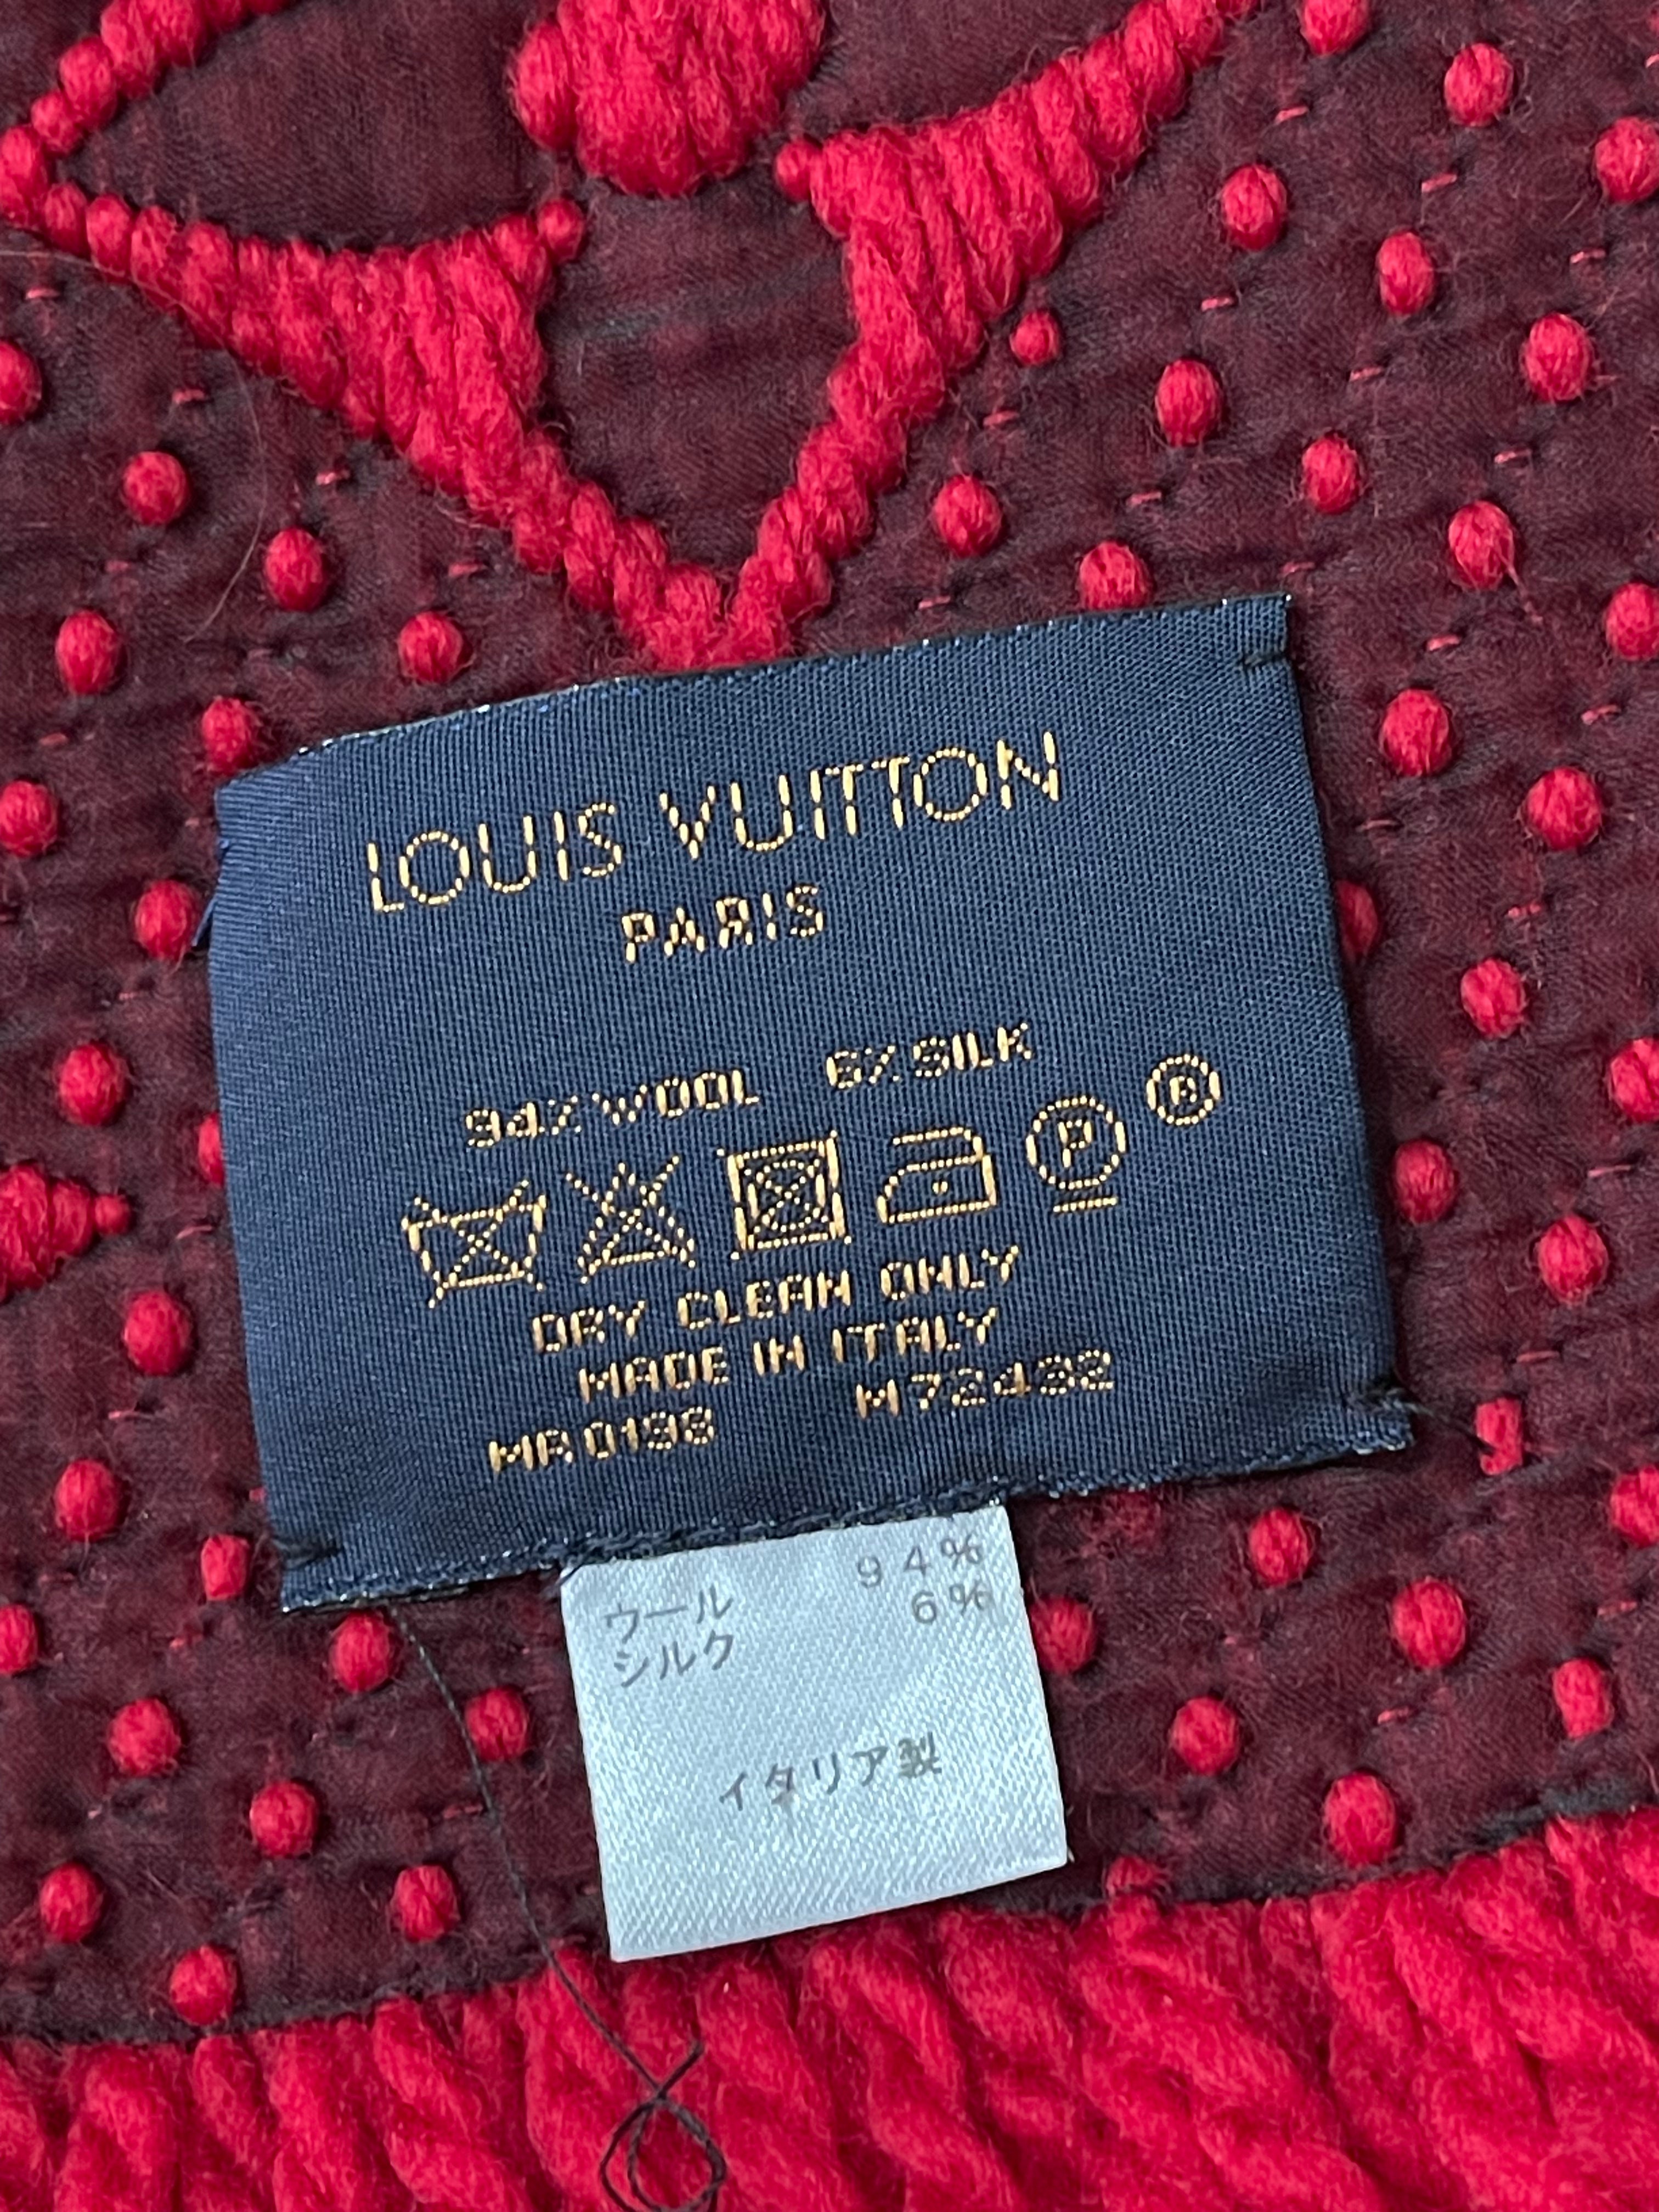 LOUIS VUITTON
PARIS
94% WOOL 6% SILK
P ®
DRY CLEAN ONLY
MADE IN ITALY
MR0198 M72432
ウール 94%
シルク 6%
イタリア製